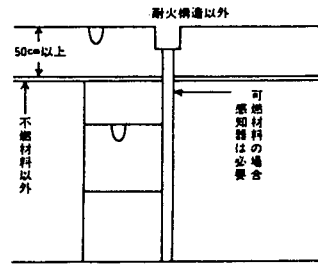 耐火構造以外
50cm以上
不燃材料以外
可燃材料の場合
感知器は必要